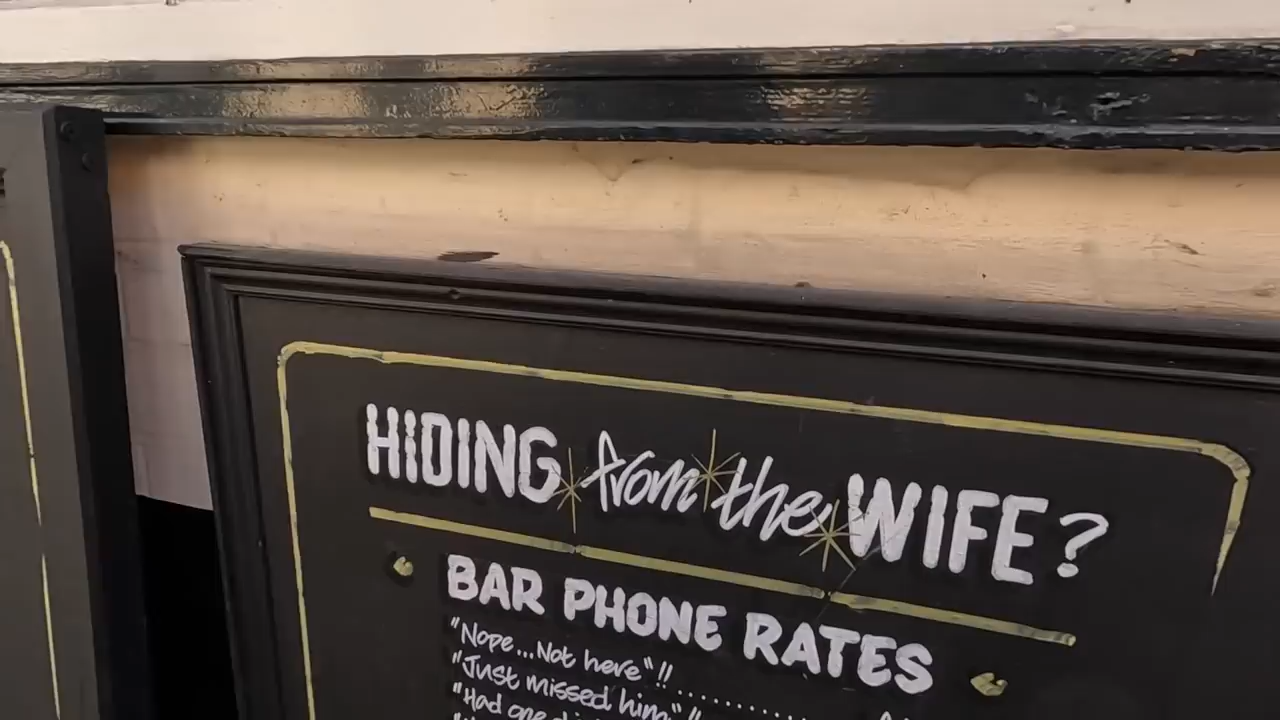 HIDING from the WIFE?
BAR PHONE RATES
"Nope...Not here"!!........
"Just missed him"!!
"Had one